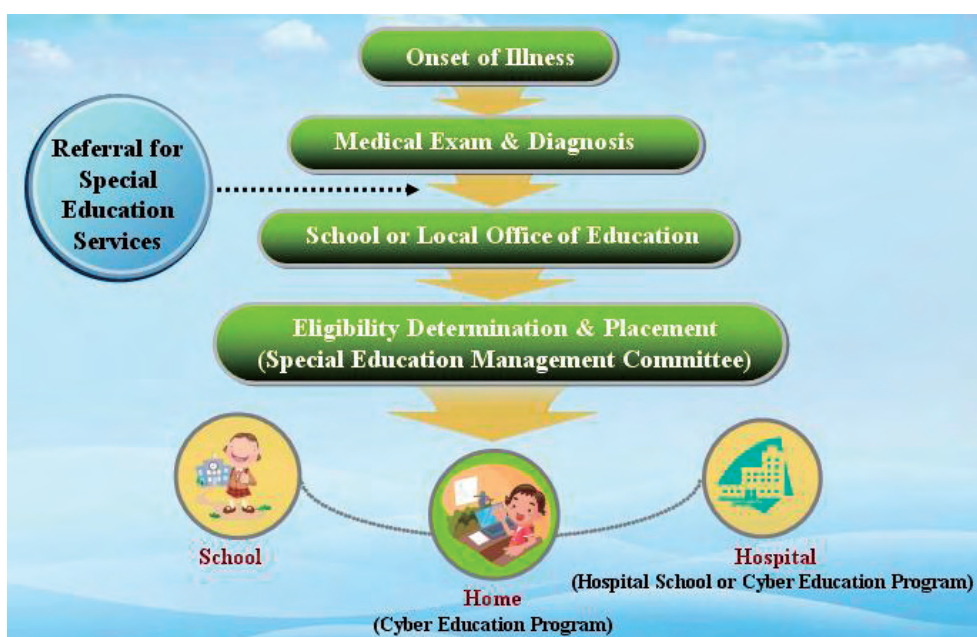 Onset of Illness
Medical Exam & Diagnosis
Referral for
Special
Education
Services
School or Local Office of Education
Eligibility Determination & Placement
(Special Education Management Committee)
School
Home
(Cyber Education Program)
Hospital
(Hospital School or Cyber Education Program)